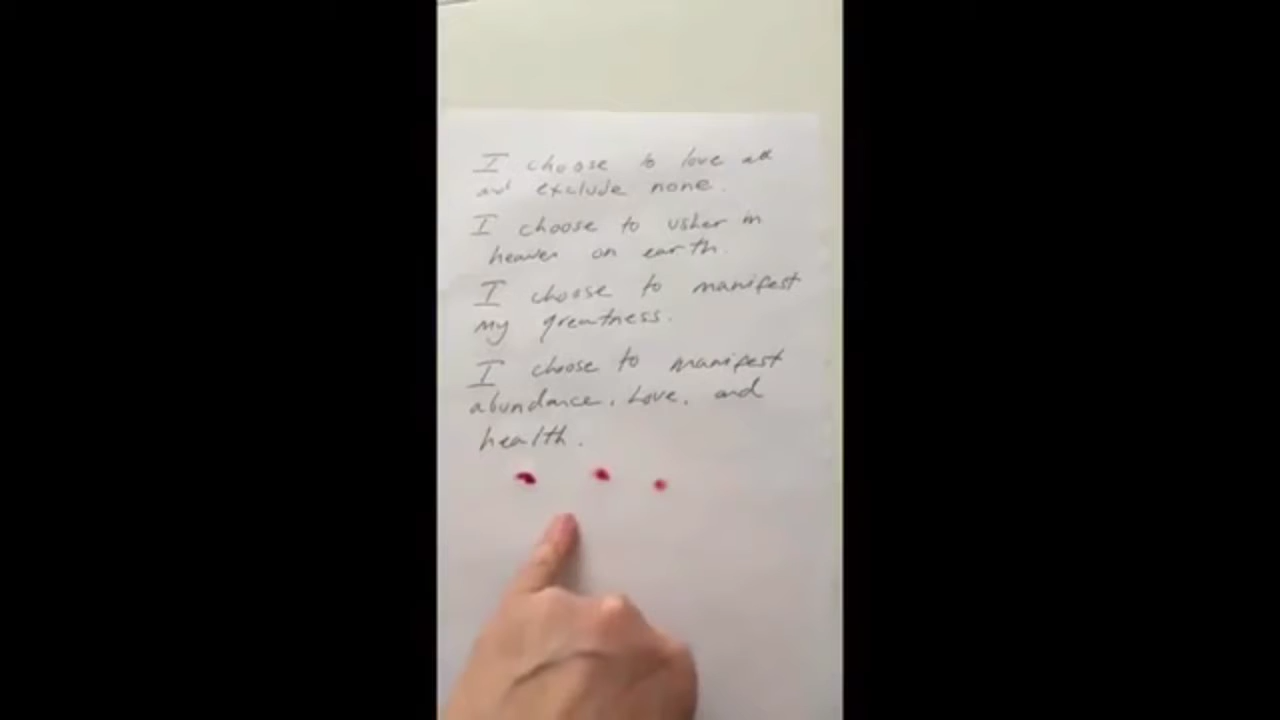 I choose to love all
and exclude none.
I choose to usher in
heaven on earth.
I choose to manifest
my greatness.
I choose to manifest
abundance, love, and
health.